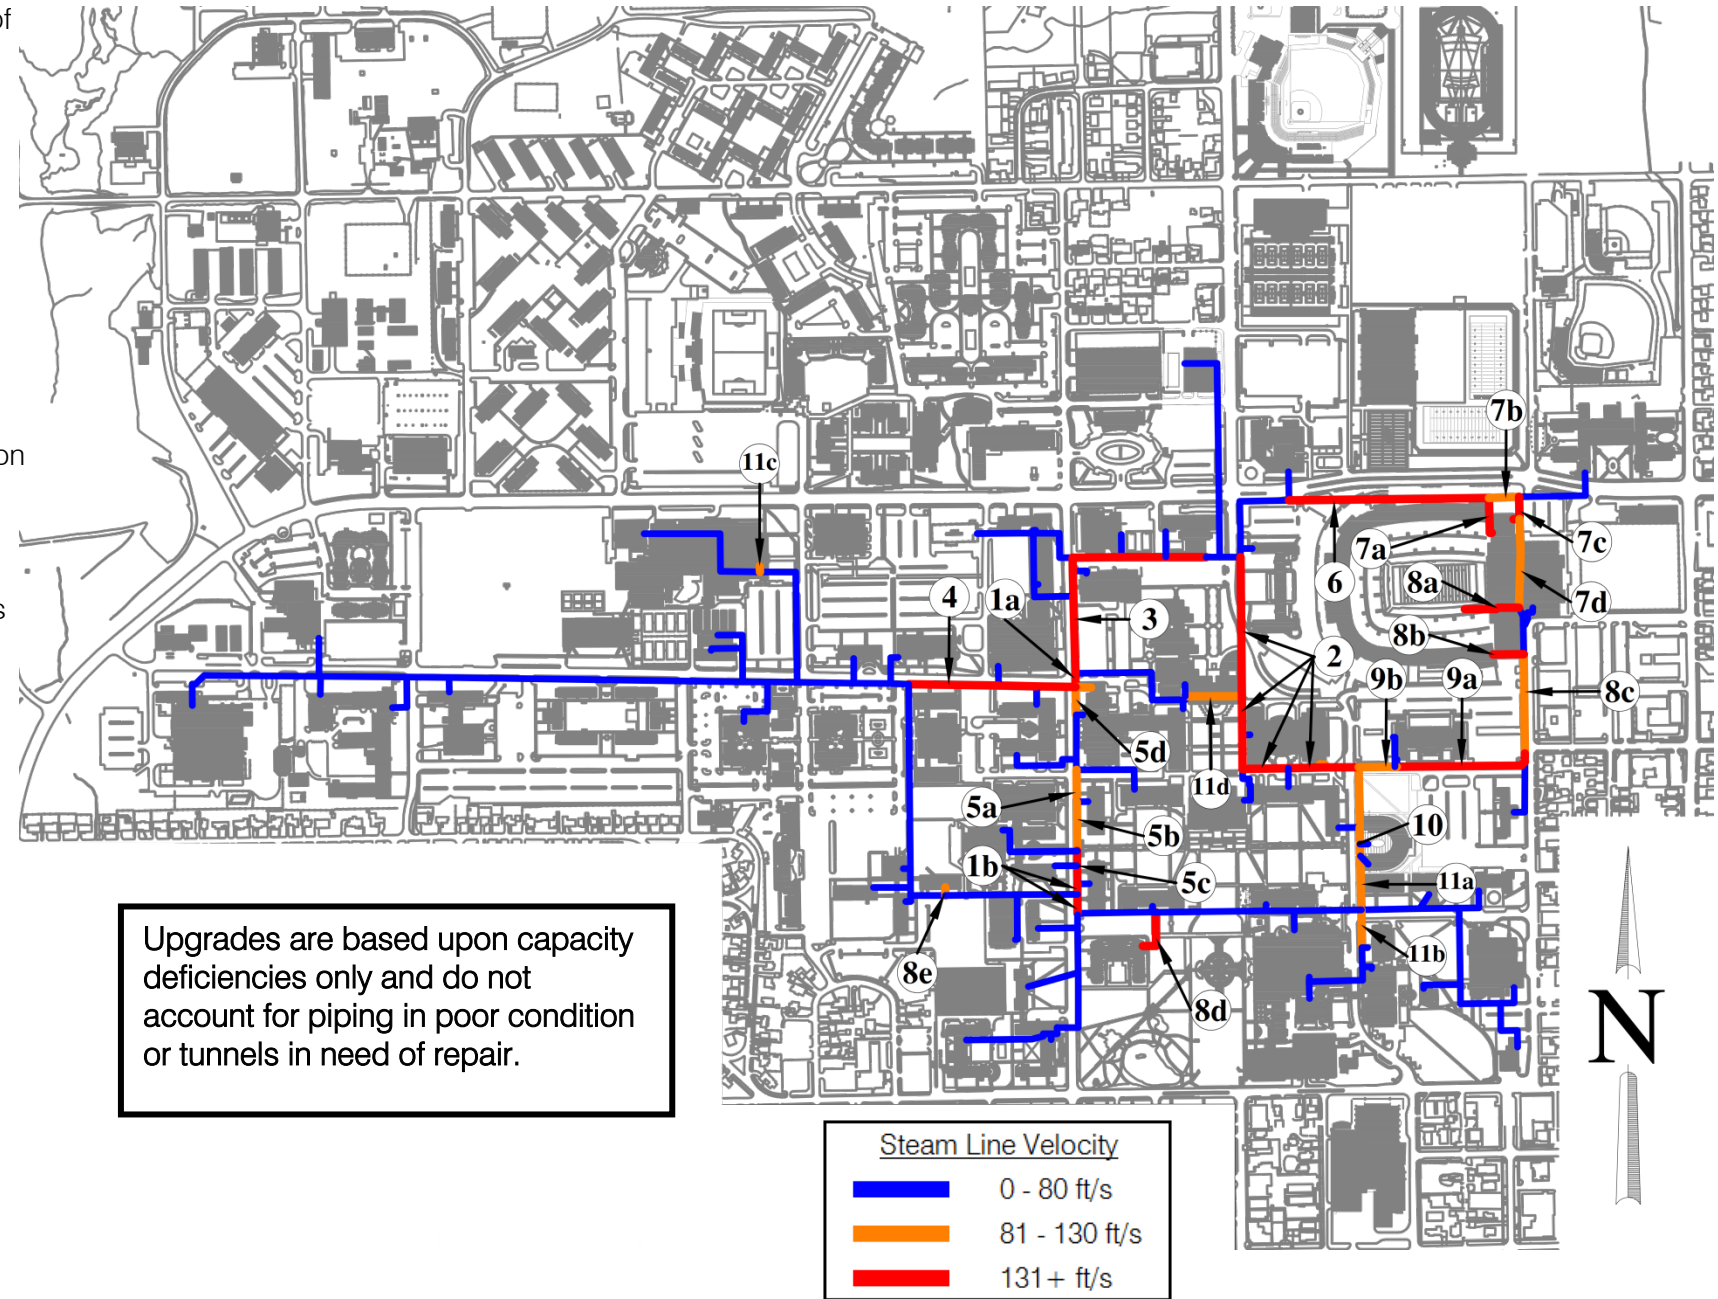 of
on
s
7b
11c
7a
7c
6
8a
7d
4
1a
3
8b
2
9b
9a
8c
5d
11d
5a
5b
10
1b
5c
11a
11b
8e
8d
Upgrades are based upon capacity
deficiencies only and do not
account for piping in poor condition
or tunnels in need of repair.
N
Steam Line Velocity
0 - 80 ft/s
81 - 130 ft/s
131+ ft/s